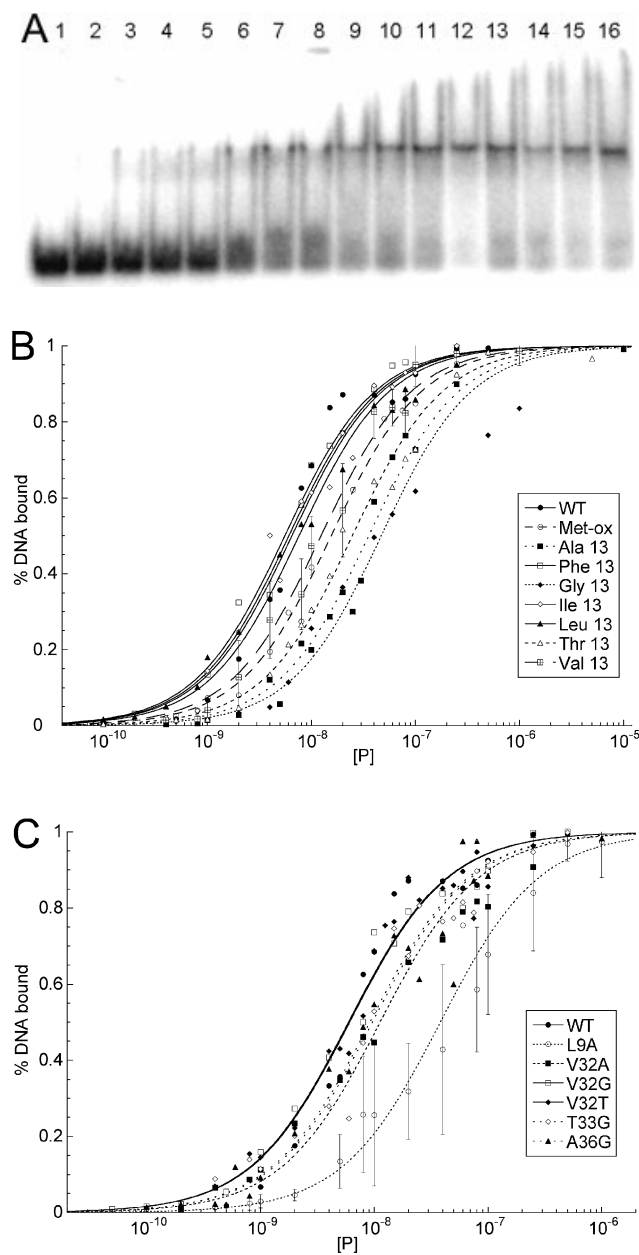 A
1 2 3 4 5 6 7 8 9 10 11 12 13 14 15 16
B
1
0.8
0.6
0.4
0.2
0
% DNA bound
WT
Met-ox
Ala 13
Phe 13
Gly 13
Ile 13
Leu 13
Thr 13
Val 13
10-10 10-9 10-8 10-7 10-6 10-5
[P]
C
1
0.8
0.6
0.4
0.2
0
% DNA bound
WT
L9A
V32A
V32G
V32T
T33G
A36G
10-10 10-9 10-8 10-7 10-6
[P]